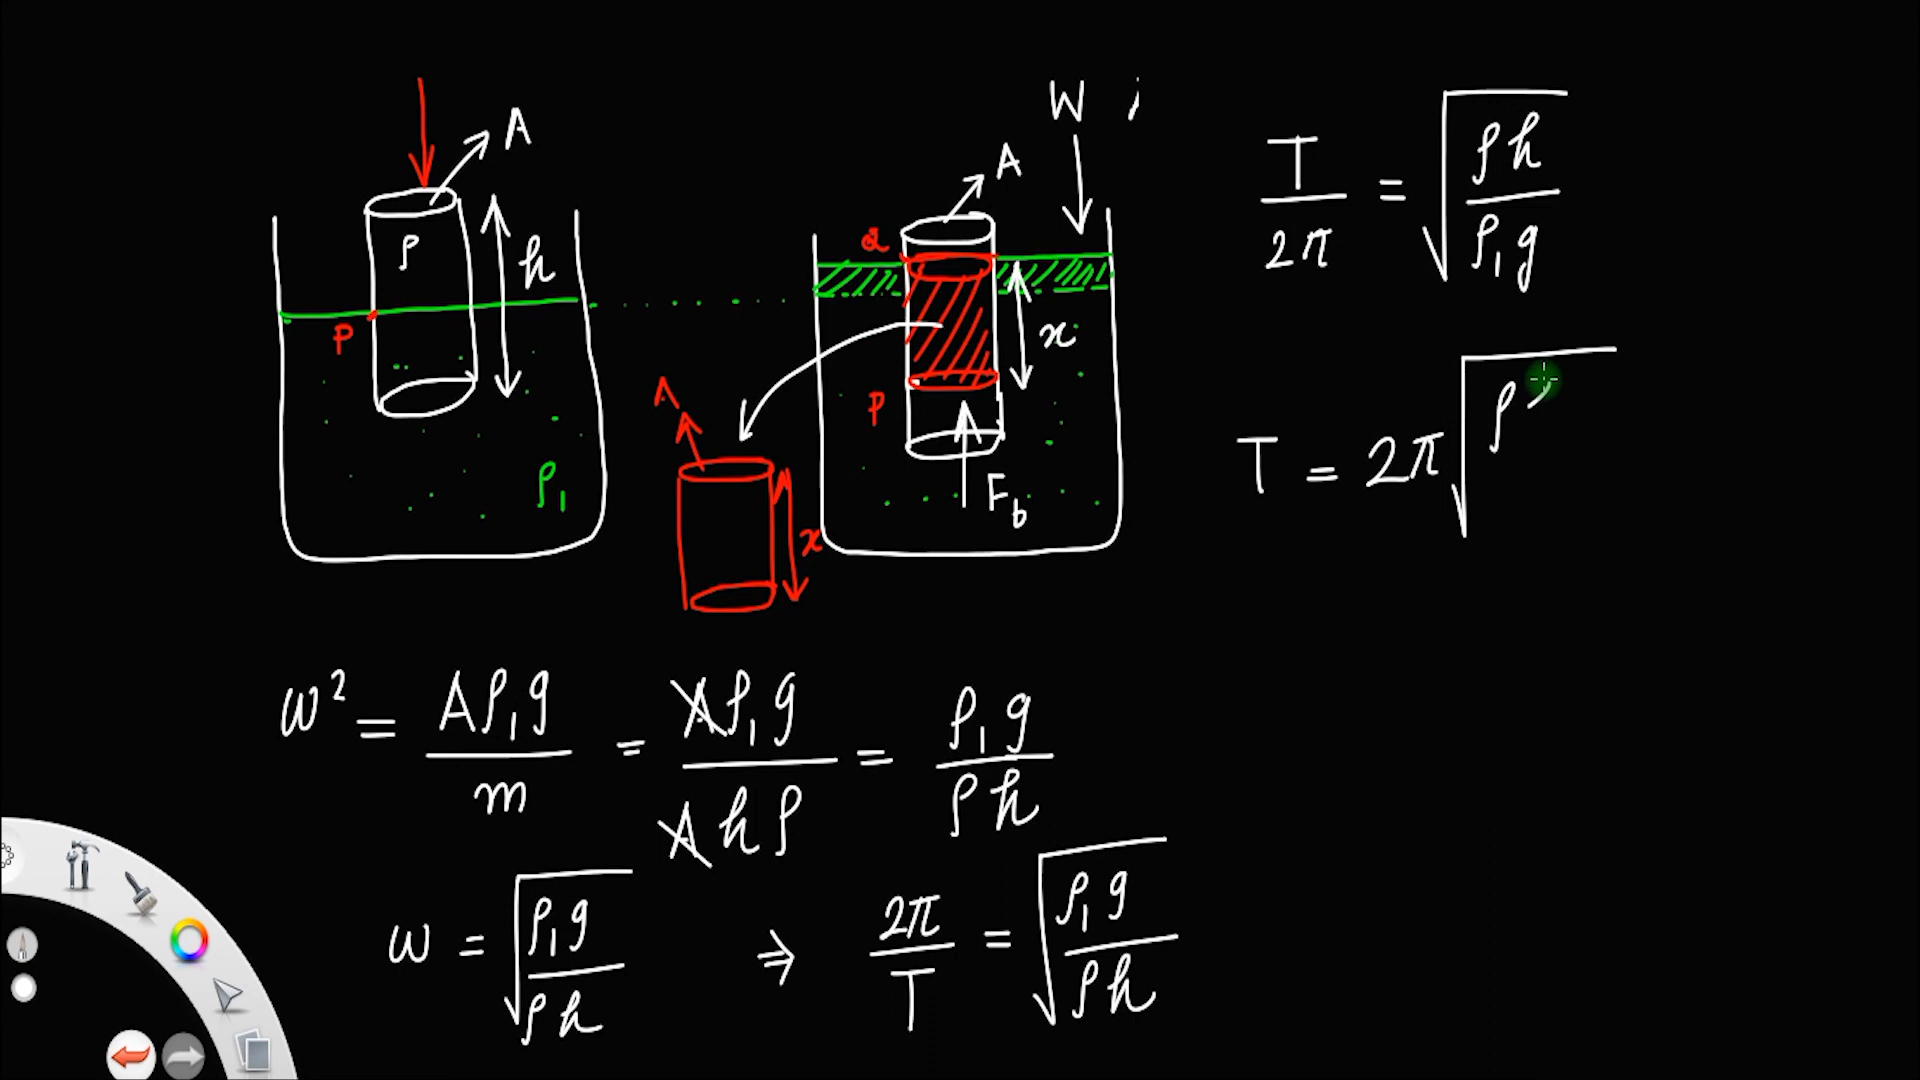 A
ρ
h
P
ρ₁
W
A
Q
x
P
F_b
A
x
T/2π = √(ρh/ρ₁g)
T = 2π√ρ
ω² = Aρ₁g/m = Aρ₁g/Ahρ = ρ₁g/ρh
ω = √(ρ₁g/ρh) ⇒ 2π/T = √(ρ₁g/ρh)